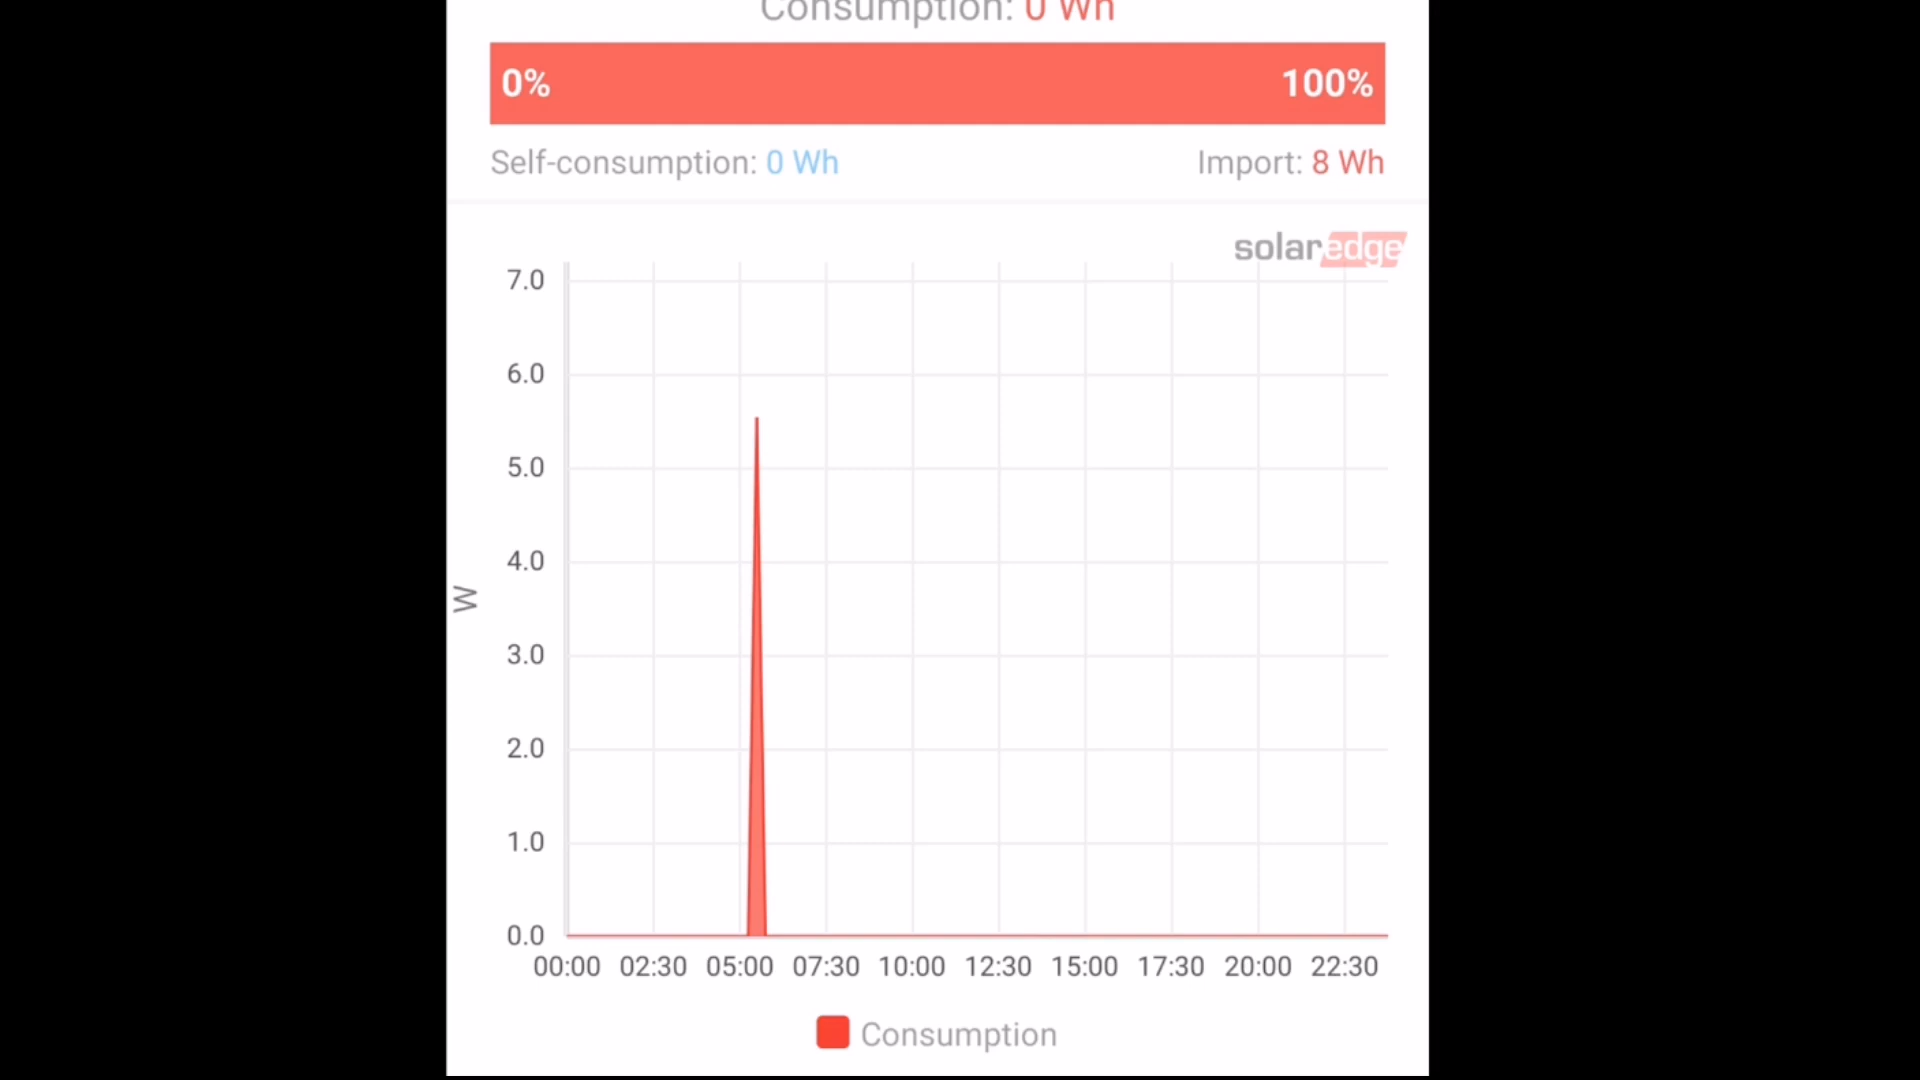 Consumption: 0 Wh
0% 100%
Self-consumption: 0 Wh Import: 8 Wh
solaredge
7.0
6.0
5.0
4.0
W
3.0
2.0
1.0
0.0
00:00 02:30 05:00 07:30 10:00 12:30 15:00 17:30 20:00 22:30
Consumption